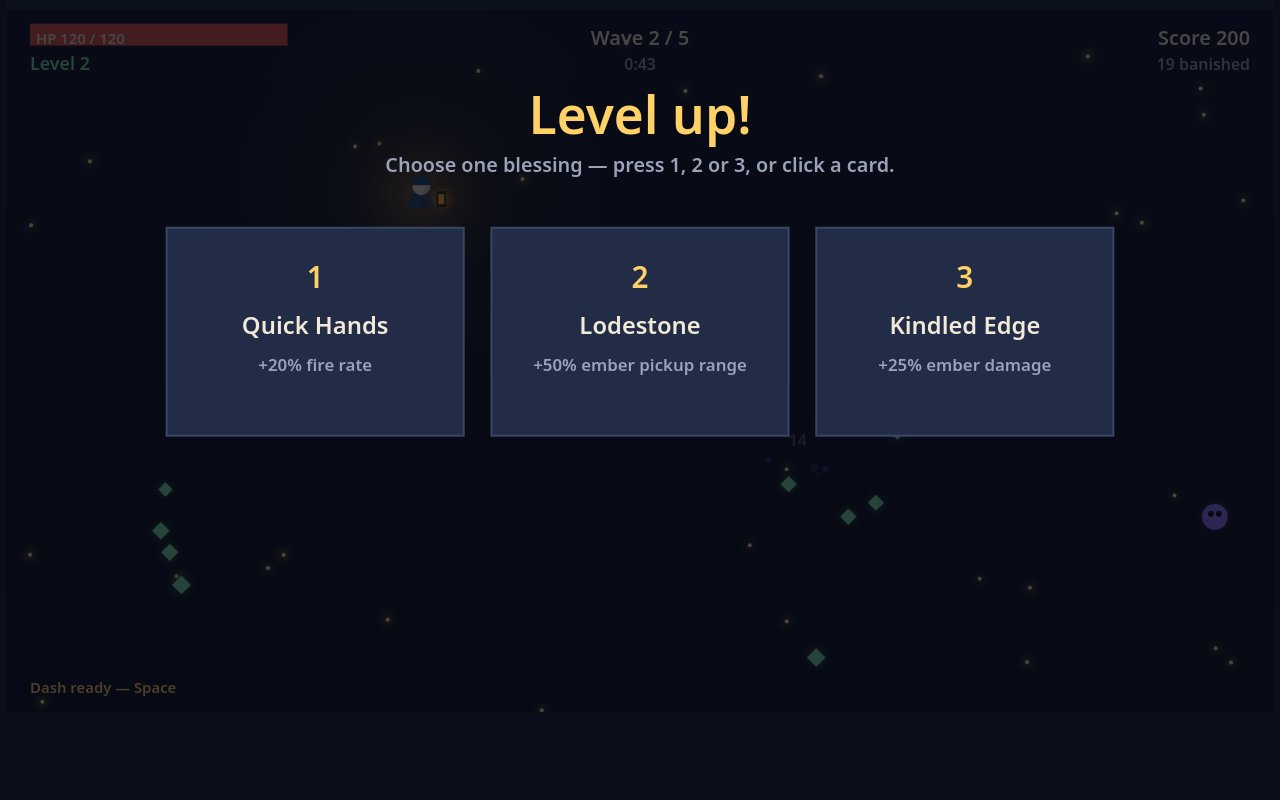 HP 120 / 120
Wave 2 / 5
Score 200
Level 2
0:43
19 banished
Level up!
Choose one blessing — press 1, 2 or 3, or click a card.
1
Quick Hands
+20% fire rate
2
Lodestone
+50% ember pickup range
3
Kindled Edge
+25% ember damage
14
Dash ready — Space